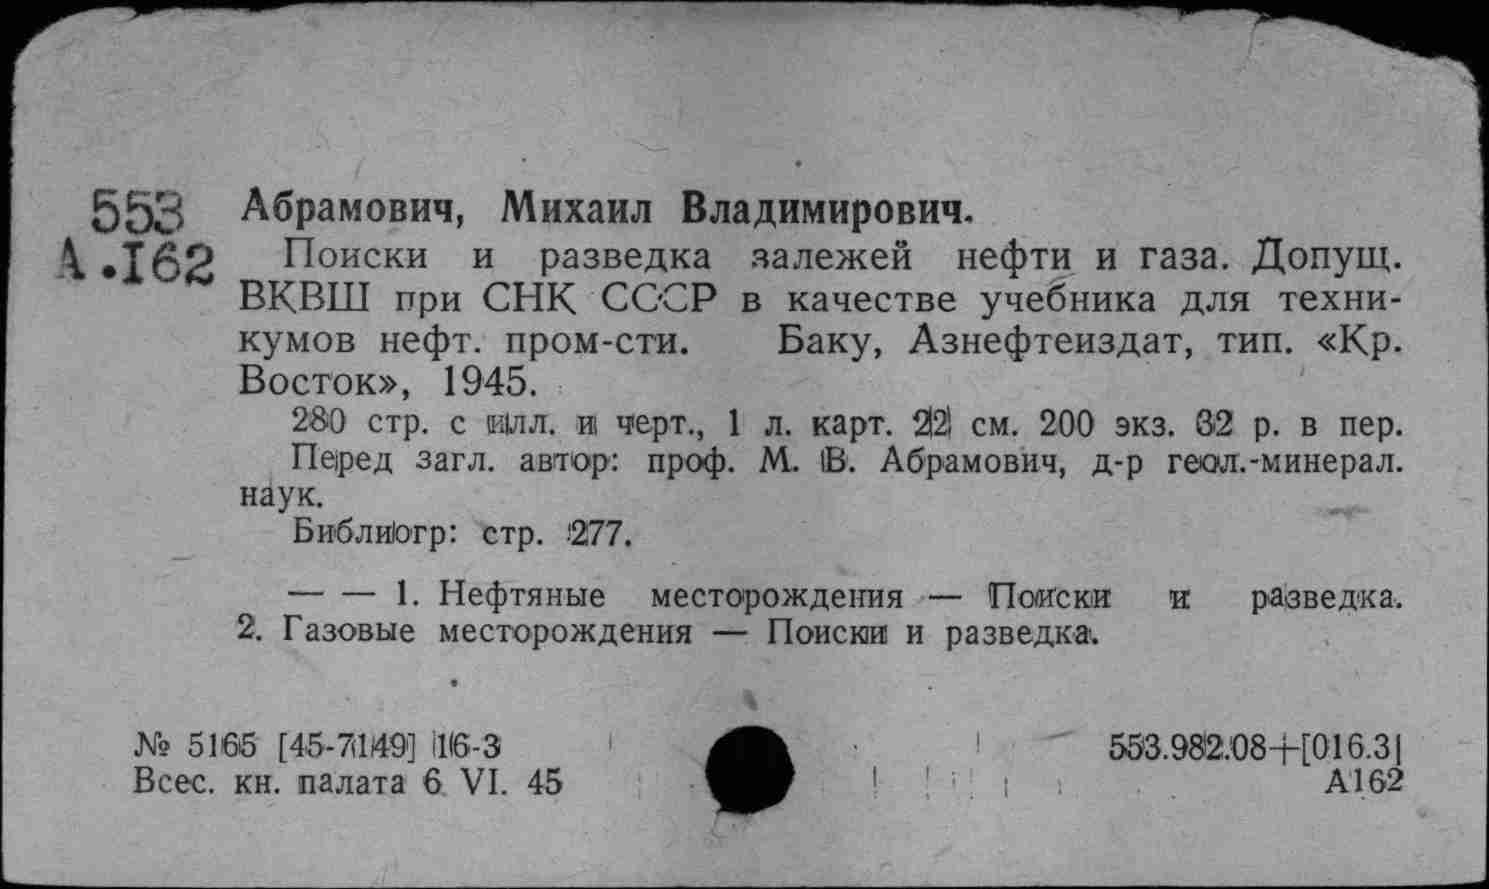 553 Абрамович, Михаил Владимирович.
А.I62 Поиски и разведка залежей нефти и газа. Допущ.
ВКВШ при СНК СССР в качестве учебника для техни-
кумов нефт. пром-сти. Баку, Азнефтеиздат, тип. «Кр.
Восток», 1945.
280 стр. с илл. и черт., 1 л. карт. 22 см. 200 экз. 32 р. в пер.
Перед загл. автор: проф. М. В. Абрамович, д-р геол.-минерал.
наук.
Библиогр: стр. 277.
— — 1. Нефтяные месторождения — Поиски и разведка.
2. Газовые месторождения — Поиски и разведка.
№ 5165 [45-7149] 16-3 553.982.08+[016.3]
Всес. кн. палата 6 VI. 45 А162